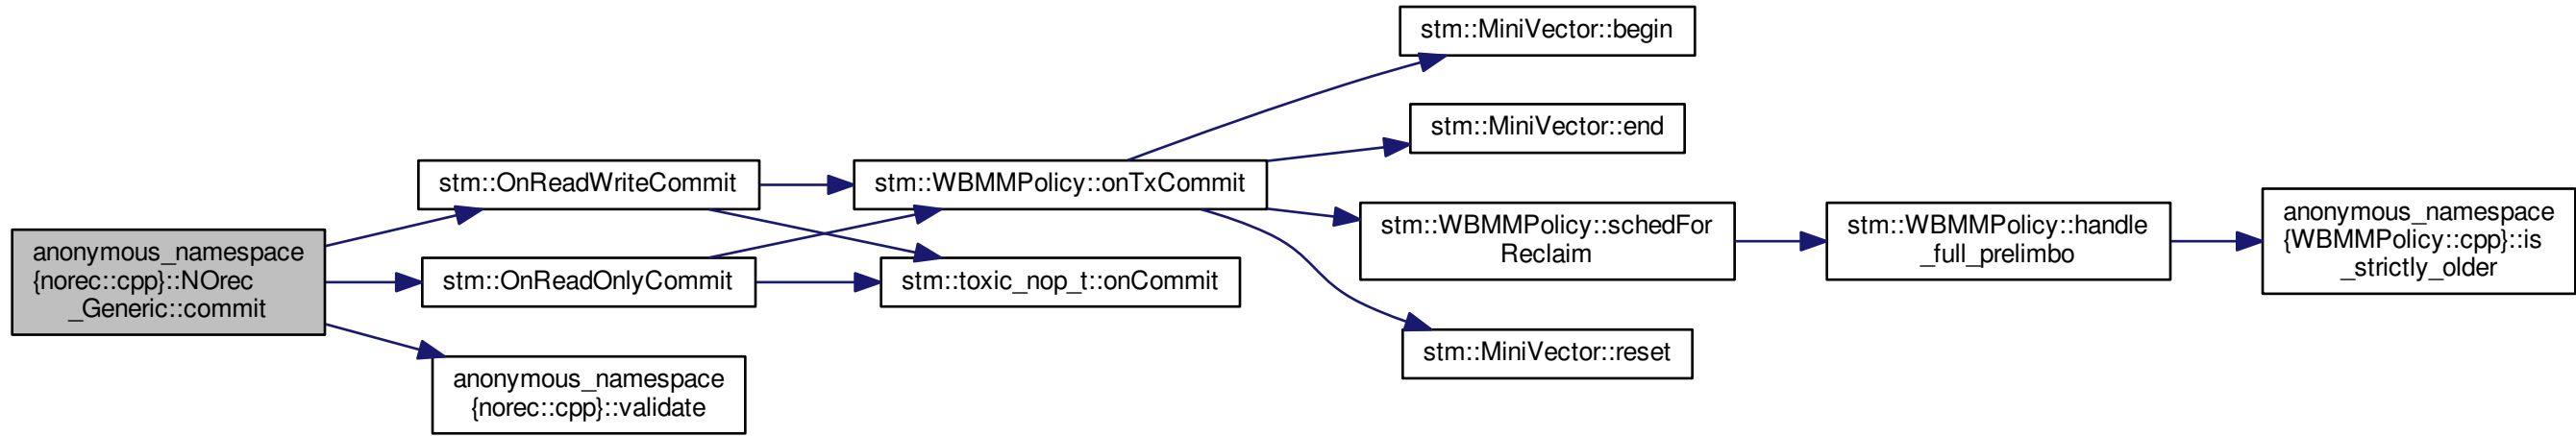 anonymous_namespace
{norec::cpp}::NOrec
_Generic::commit
stm::OnReadWriteCommit
stm::OnReadOnlyCommit
anonymous_namespace
{norec::cpp}::validate
stm::WBMMPolicy::onTxCommit
stm::toxic_nop_t::onCommit
stm::MiniVector::begin
stm::MiniVector::end
stm::WBMMPolicy::schedFor
Reclaim
stm::MiniVector::reset
stm::WBMMPolicy::handle
_full_prelimbo
anonymous_namespace
{WBMMPolicy::cpp}::is
_strictly_older